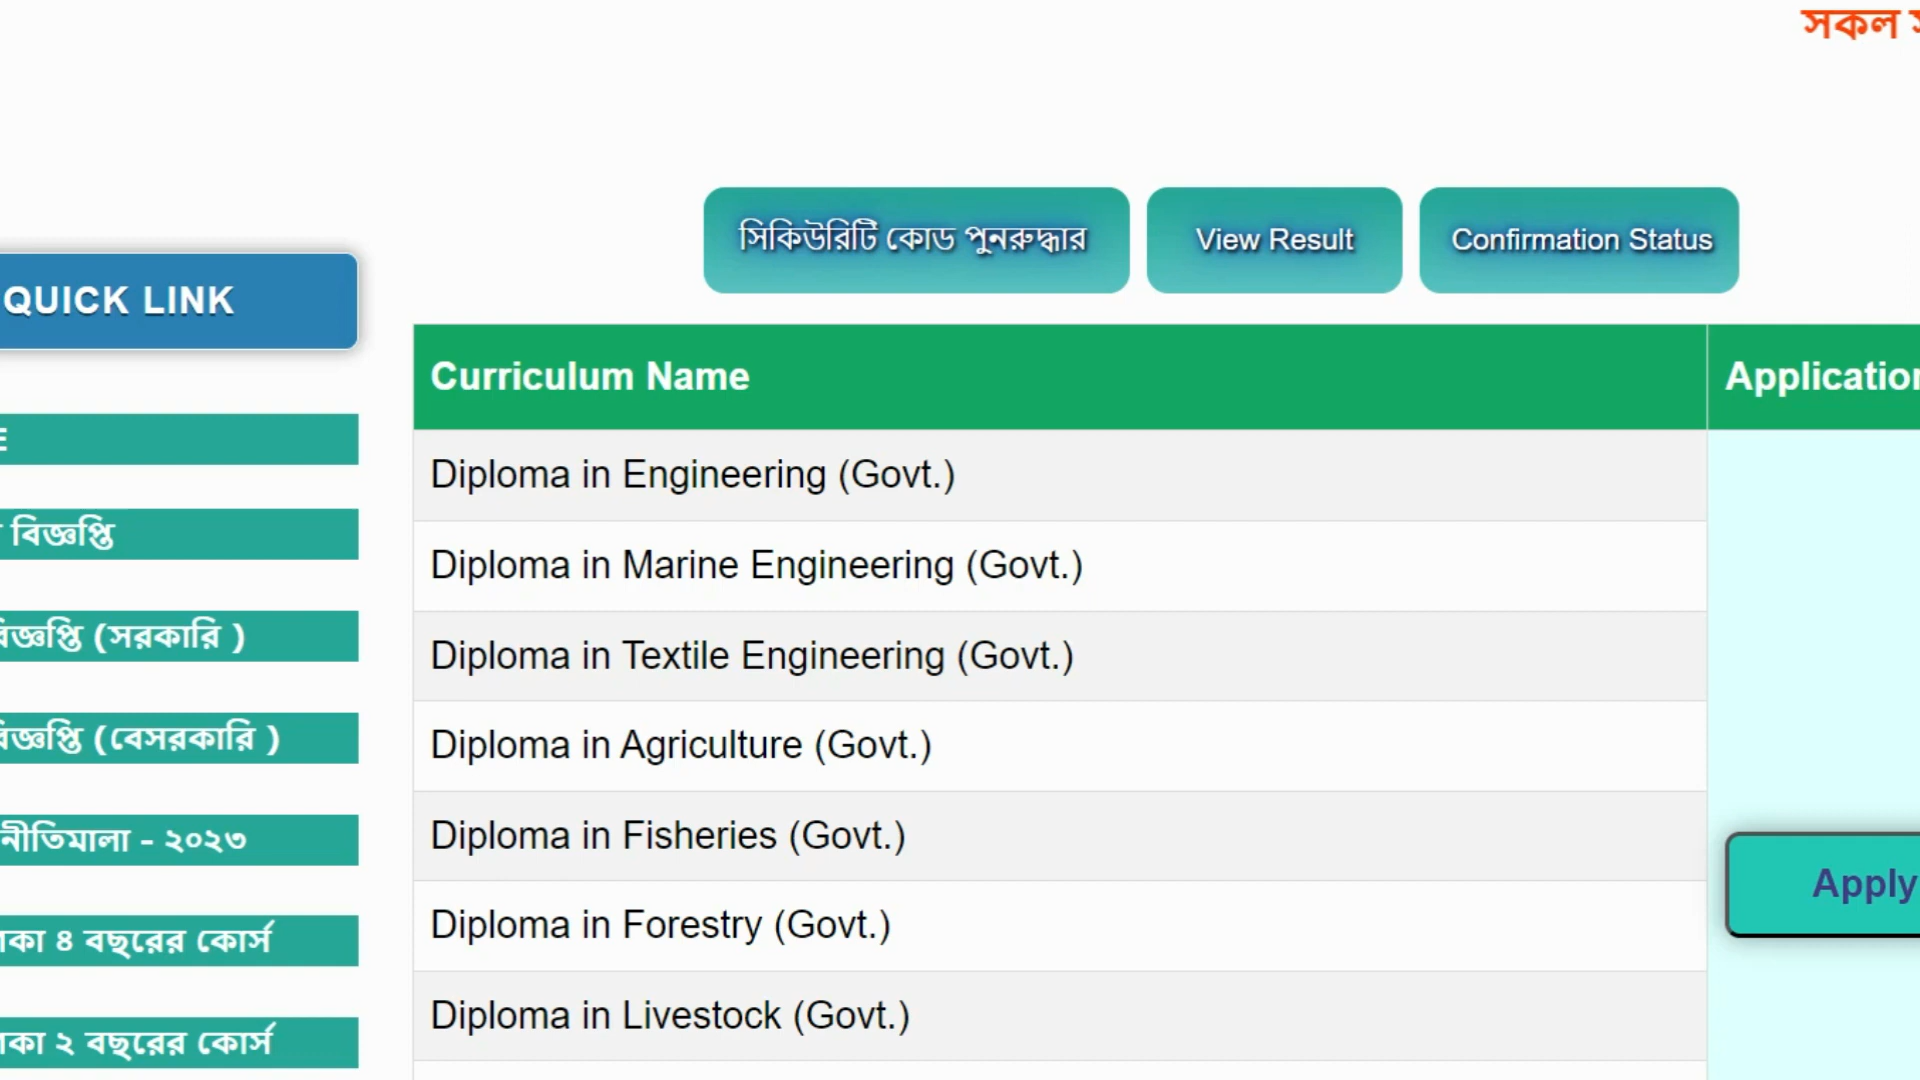 সকল
সিকিউরিটি কোড পুনরুদ্ধার
View Result
Confirmation Status
QUICK LINK
বিজ্ঞপ্তি
বিজ্ঞপ্তি (সরকারি )
বিজ্ঞপ্তি (বেসরকারি )
নীতিমালা - ২০২৩
৪ বছরের কোর্স
২ বছরের কোর্স
Curriculum Name
Diploma in Engineering (Govt.)
Diploma in Marine Engineering (Govt.)
Diploma in Textile Engineering (Govt.)
Diploma in Agriculture (Govt.)
Diploma in Fisheries (Govt.)
Diploma in Forestry (Govt.)
Diploma in Livestock (Govt.)
Application
Apply